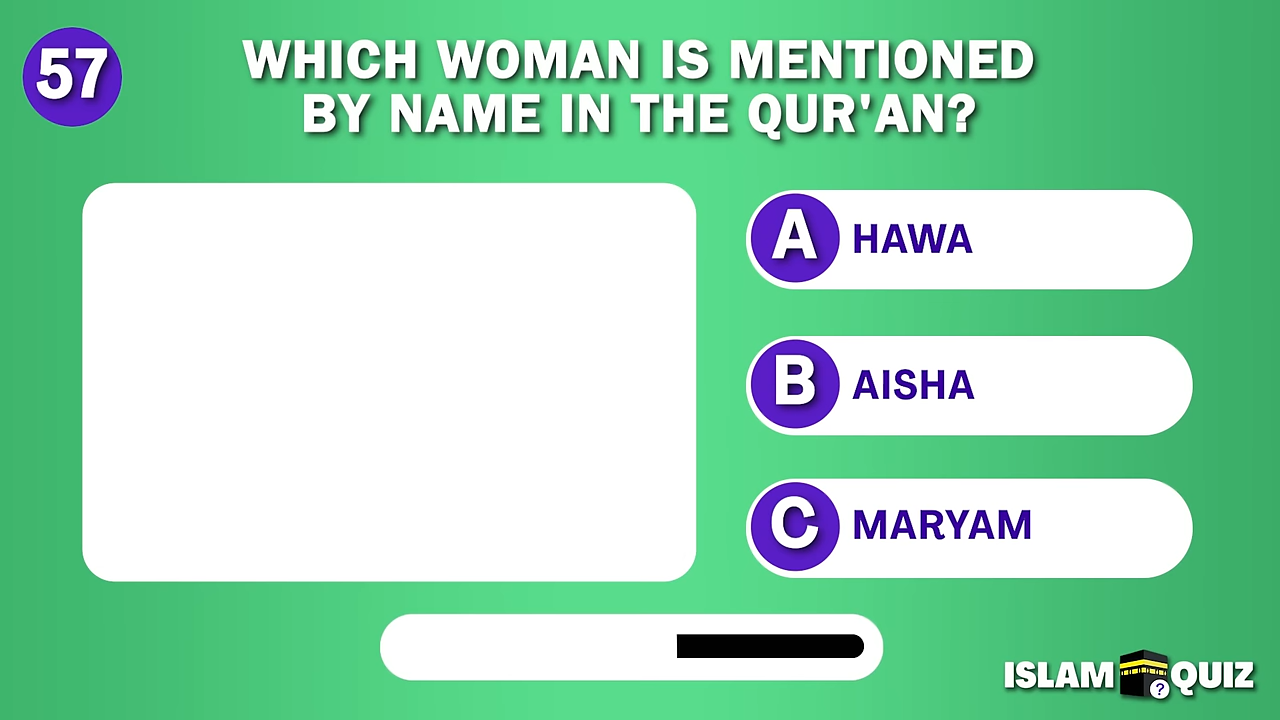 57
WHICH WOMAN IS MENTIONED
BY NAME IN THE QUR'AN?
A HAWA
B AISHA
C MARYAM
ISLAM ? QUIZ